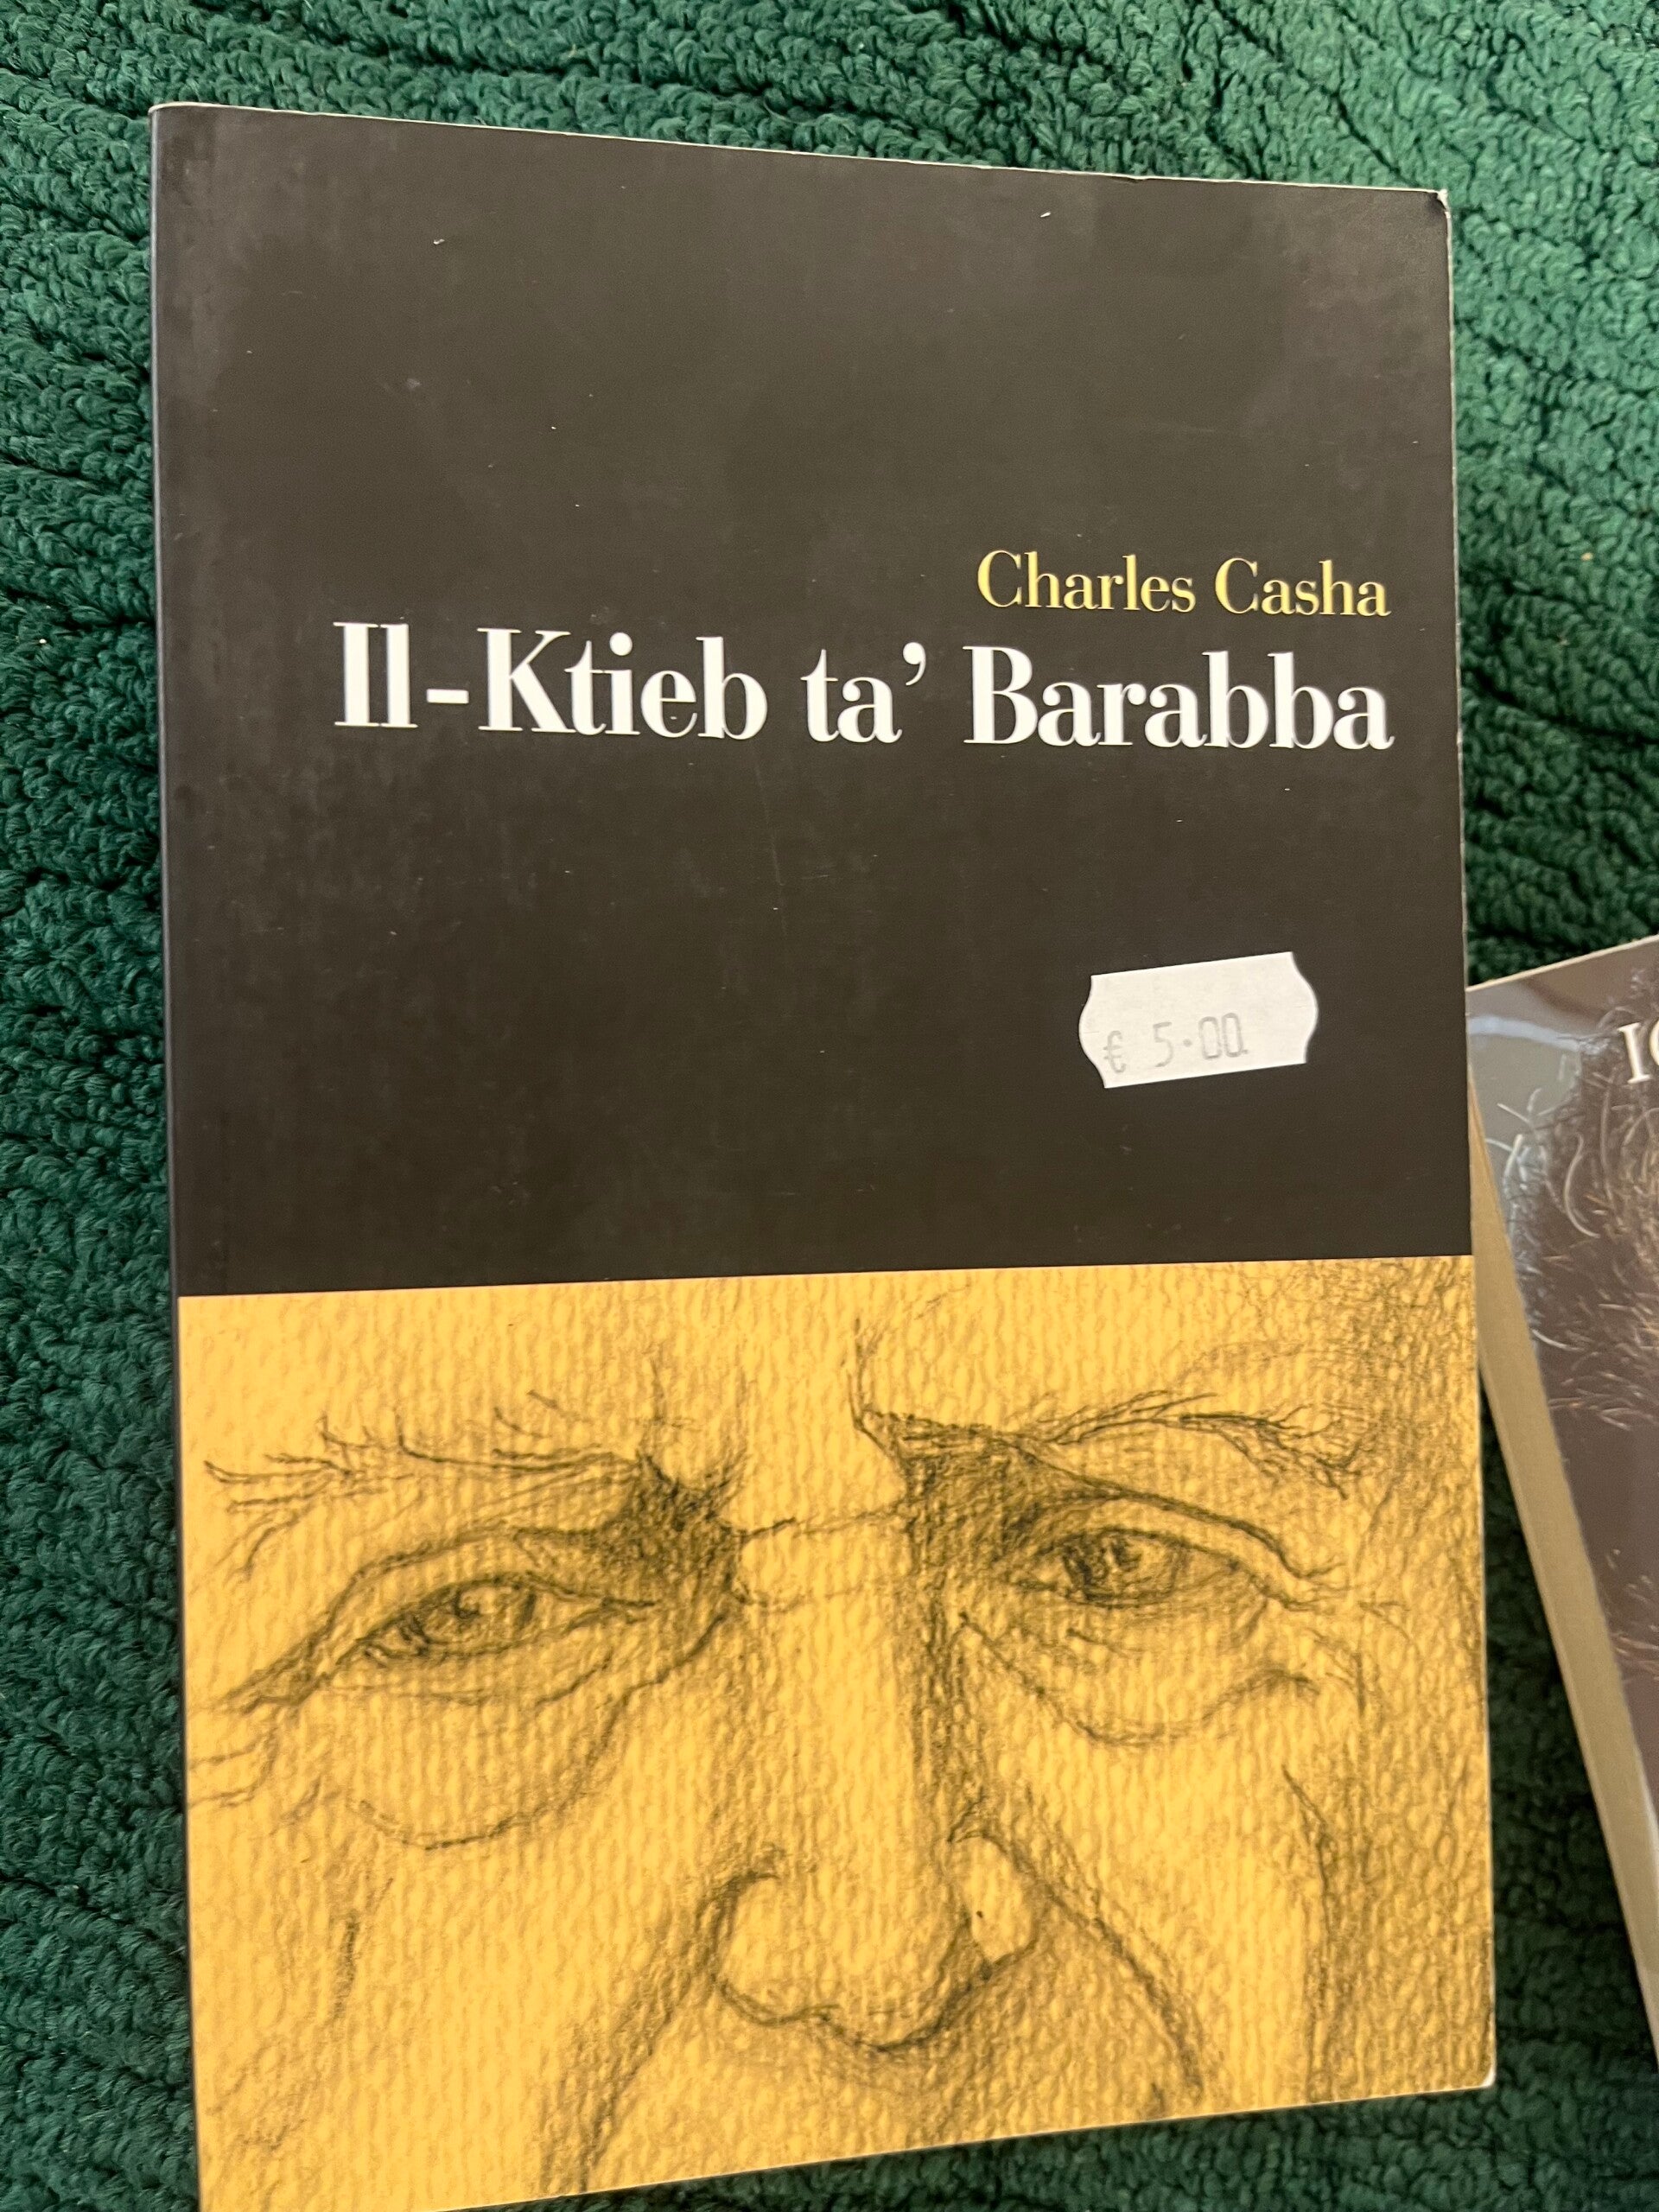 Charles Casha
Il-Ktieb ta’ Barabba
€ 5.00